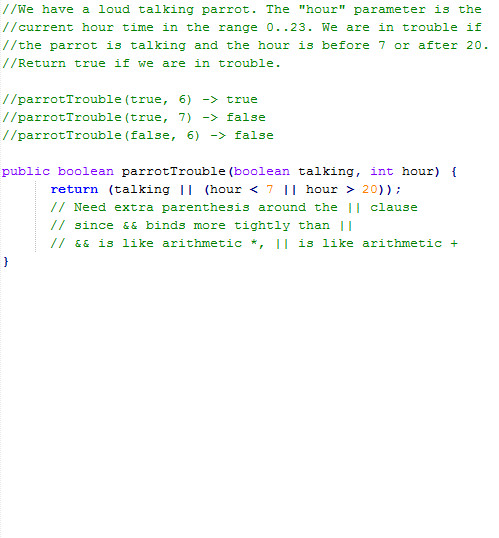 //We have a loud talking parrot. The "hour" parameter is the
//current hour time in the range 0..23. We are in trouble if
//the parrot is talking and the hour is before 7 or after 20.
//Return true if we are in trouble.

//parrotTrouble(true, 6) -> true
//parrotTrouble(true, 7) -> false
//parrotTrouble(false, 6) -> false

public boolean parrotTrouble(boolean talking, int hour) {
      return (talking || (hour < 7 || hour > 20));
      // Need extra parenthesis around the || clause
      // since && binds more tightly than ||
      // && is like arithmetic *, || is like arithmetic +
}